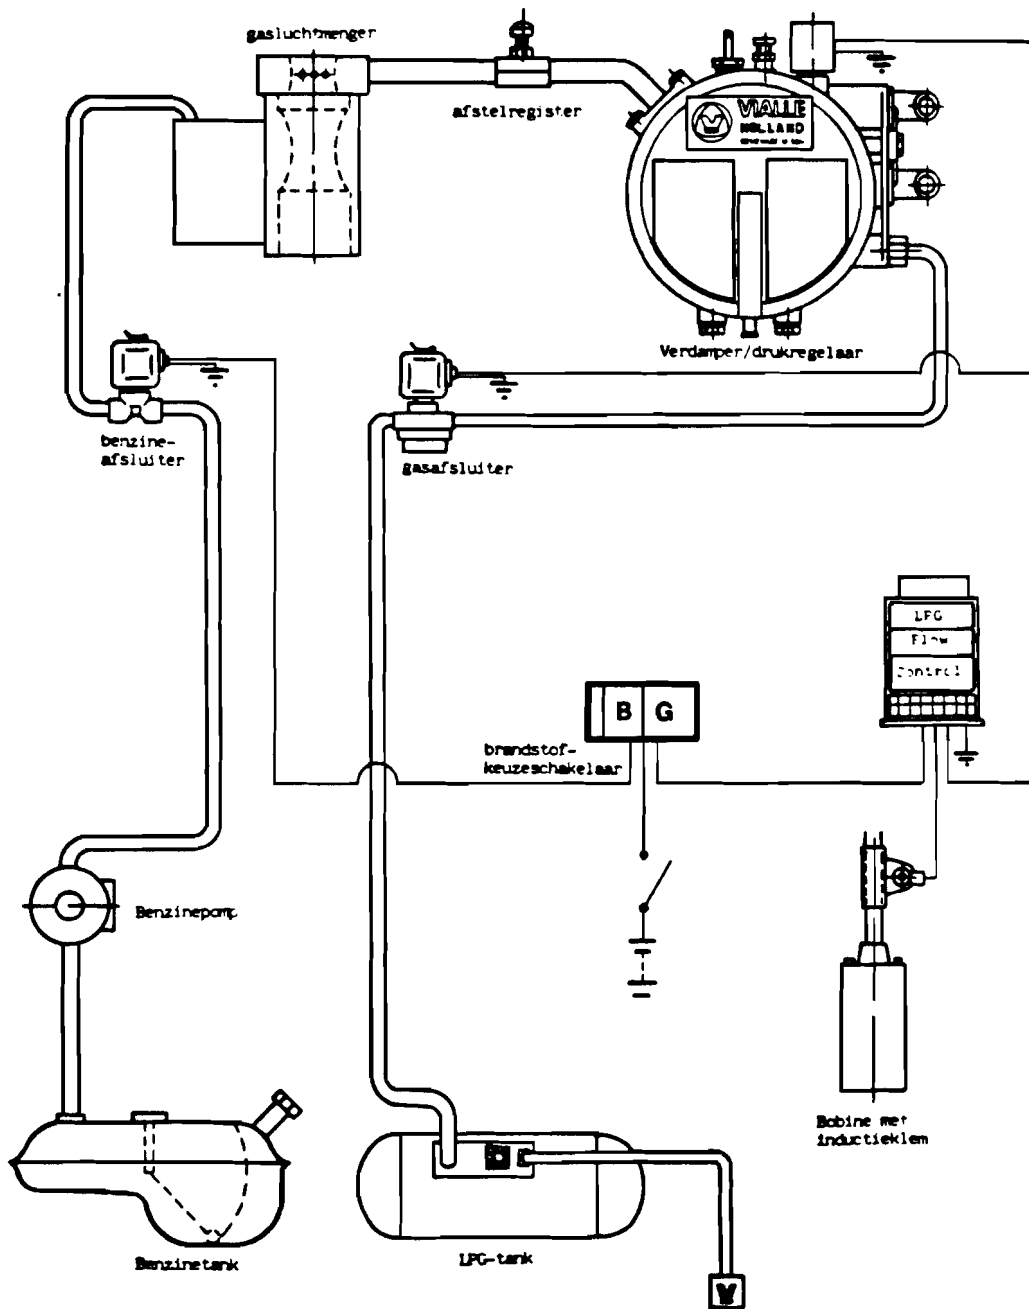 gasluchtmenger
afstelregister
VIALLE
HOLLAND
Verdamper/drukregelaar
benzine-
afsluiter
gasafsluiter
LPG
Flow
Control
B G
brandstof-
keuzeschakelaar
Benzinepomp
Bobine met
inductieklem
Benzinetank
LPG-tank
V